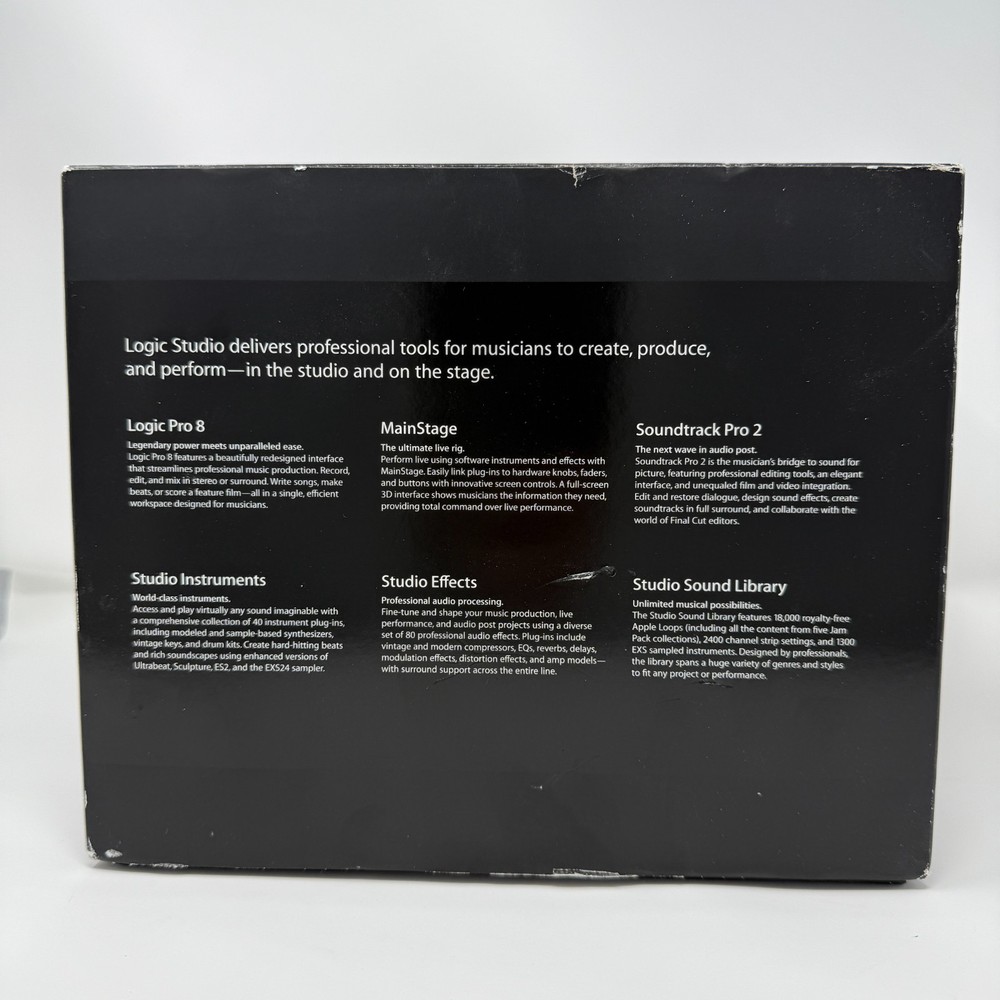 Logic Studio delivers professional tools for musicians to create, produce,
and perform—in the studio and on the stage.
Logic Pro 8
Legendary power meets unparalleled ease.
Logic Pro 8 features a beautifully redesigned interface
that streamlines professional music production. Record,
edit, and mix in stereo or surround. Write songs, make
beats, or score a feature film—all in a single, efficient
workspace designed for musicians.
MainStage
The ultimate live rig.
Perform live using software instruments and effects with
MainStage. Easily link plug-ins to hardware knobs, faders,
and buttons with innovative screen controls. A full-screen
3D interface shows musicians the information they need,
providing total command over live performance.
Soundtrack Pro 2
The next wave in audio post.
Soundtrack Pro 2 is the musician's bridge to sound for
picture, featuring professional editing tools, an elegant
interface, and unequaled film and video integration.
Edit and restore dialogue, design sound effects, create
soundtracks in full surround, and collaborate with the
world of Final Cut editors.
Studio Instruments
World-class instruments.
Access and play virtually any sound imaginable with
a comprehensive collection of 40 instrument plug-ins,
including modeled and sample-based synthesizers,
vintage keys, and drum kits. Create hard-hitting beats
and rich soundscapes using enhanced versions of
Ultrabeat, Sculpture, ES2, and the EXS24 sampler.
Studio Effects
Professional audio processing.
Fine-tune and shape your music production, live
performance, and audio post projects using a diverse
set of 80 professional audio effects. Plug-ins include
vintage and modern compressors, EQs, reverbs, delays,
modulation effects, distortion effects, and amp models—
with surround support across the entire line.
Studio Sound Library
Unlimited musical possibilities.
The Studio Sound Library features 18,000 royalty-free
Apple Loops (including all the content from five Jam
Pack collections), 2400 channel strip settings, and 1300
EXS sampled instruments. Designed by professionals,
the library spans a huge variety of genres and styles
to fit any project or performance.